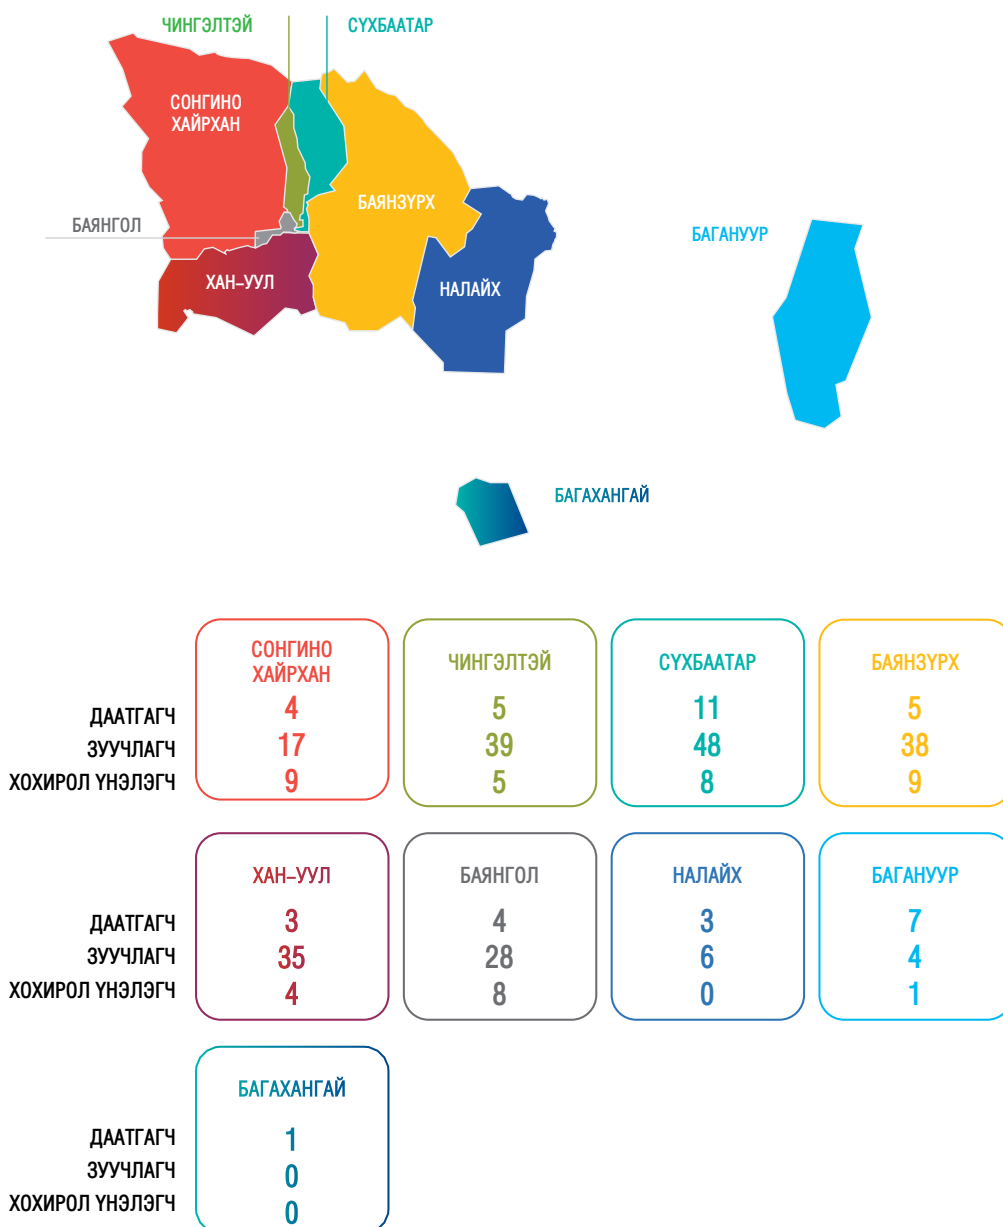 ЧИНГЭЛТЭЙ
СҮХБААТАР
СОНГИНО
ХАЙРХАН
БАЯНЗҮРХ
БАЯНГОЛ
БАГАНУУР
ХАН–УУЛ
НАЛАЙХ
БАГАХАНГАЙ
СОНГИНО
ХАЙРХАН
ЧИНГЭЛТЭЙ
СҮХБААТАР
БАЯНЗҮРХ
ДААТГАГЧ 4 5 11 5
ЗУУЧЛАГЧ 17 39 48 38
ХОХИРОЛ ҮНЭЛЭГЧ 9 5 8 9
ХАН–УУЛ
БАЯНГОЛ
НАЛАЙХ
БАГАНУУР
ДААТГАГЧ 3 4 3 7
ЗУУЧЛАГЧ 35 28 6 4
ХОХИРОЛ ҮНЭЛЭГЧ 4 8 0 1
БАГАХАНГАЙ
ДААТГАГЧ 1
ЗУУЧЛАГЧ 0
ХОХИРОЛ ҮНЭЛЭГЧ 0